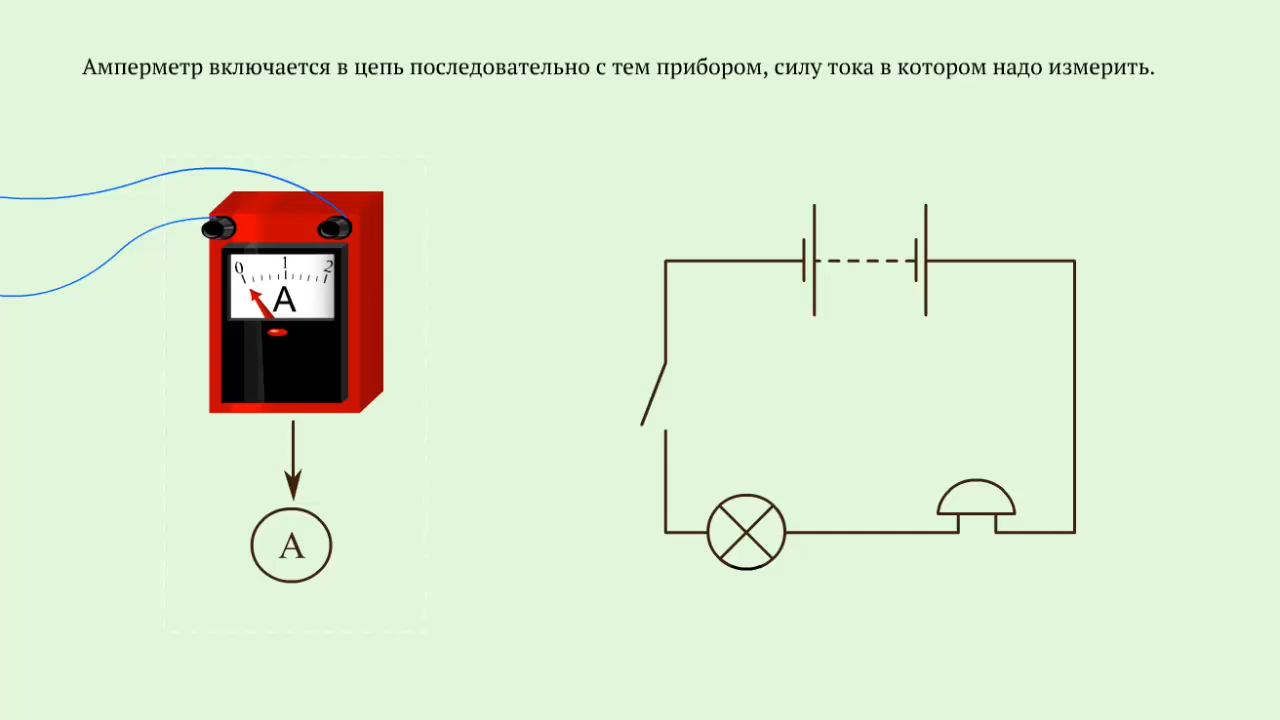 Амперметр включается в цепь последовательно с тем прибором, силу тока в котором надо измерить.
0 1 2
A
A